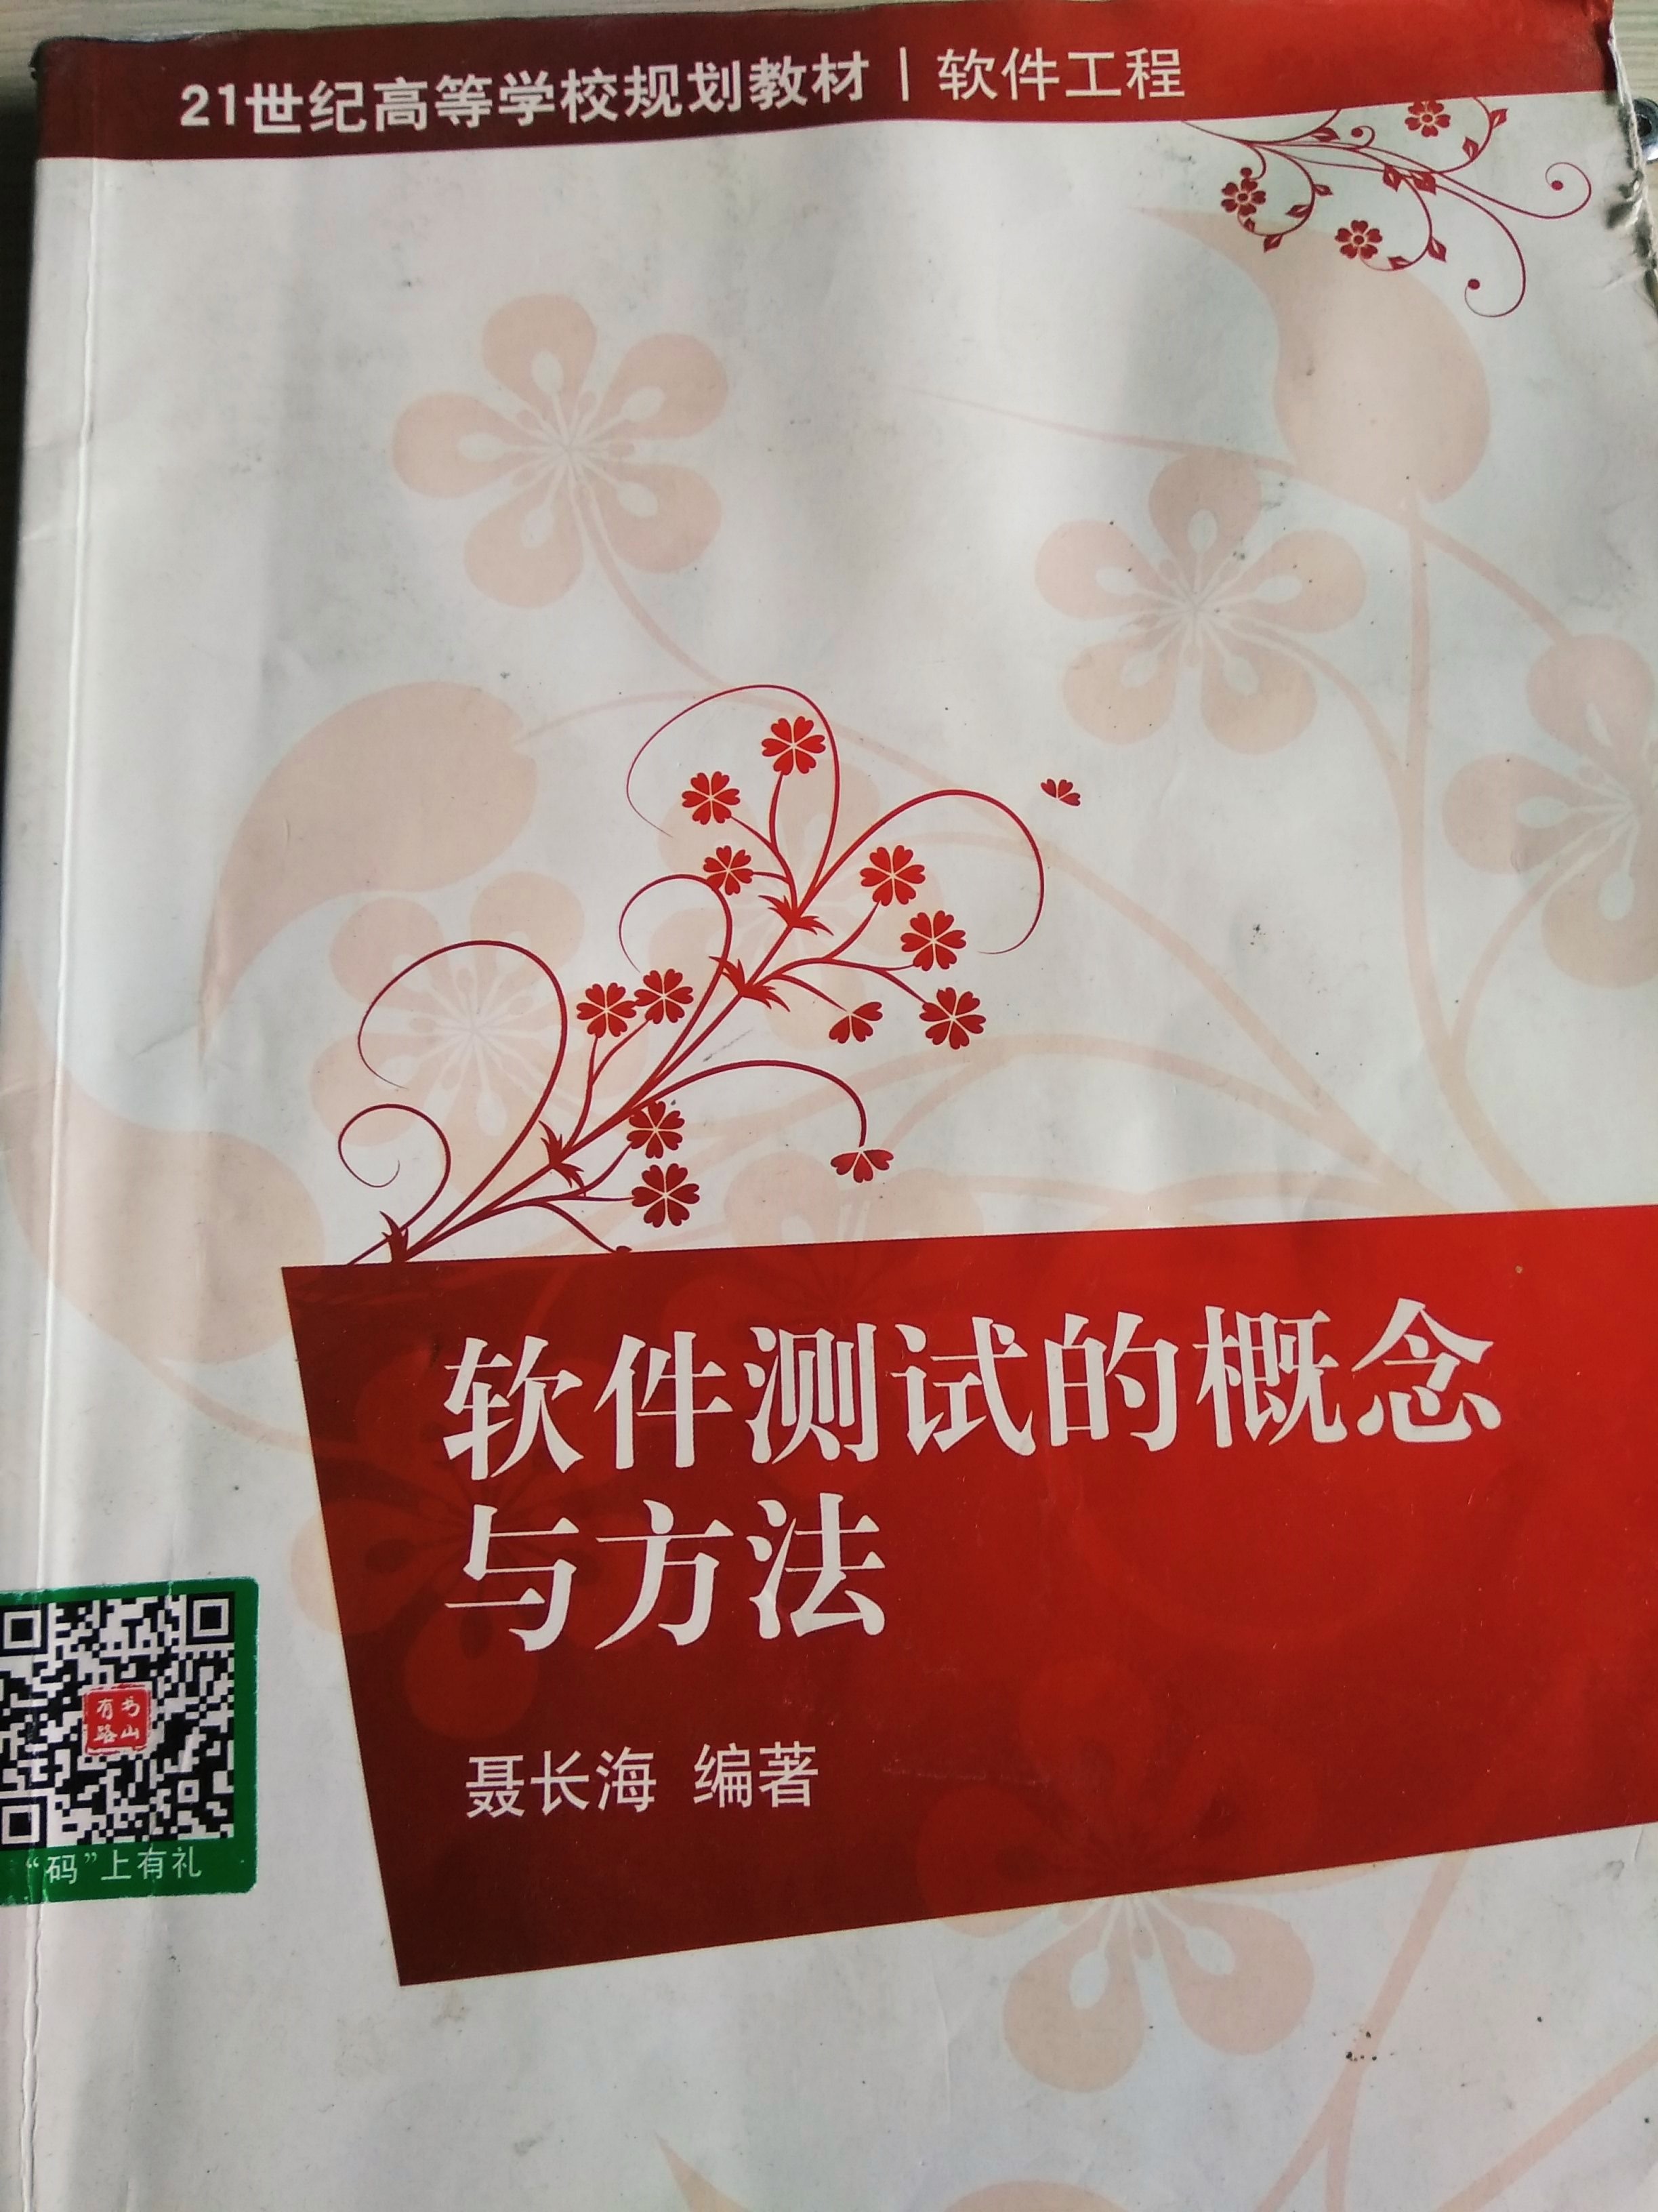 21世纪高等学校规划教材 | 软件工程
软件测试的概念
与方法
聂长海 编著
有书
路山
“码”上有礼